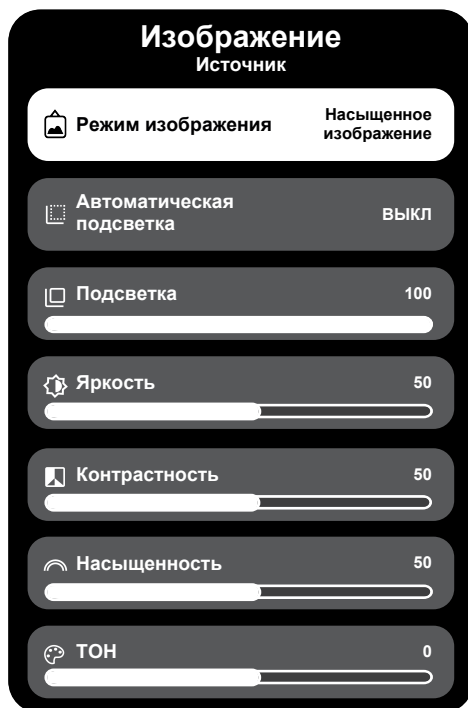 Изображение
Источник
Режим изображения
Насыщенное
изображение
Автоматическая
подсветка
ВЫКЛ
Подсветка 100
Яркость 50
Контрастность 50
Насыщенность 50
ТОН 0